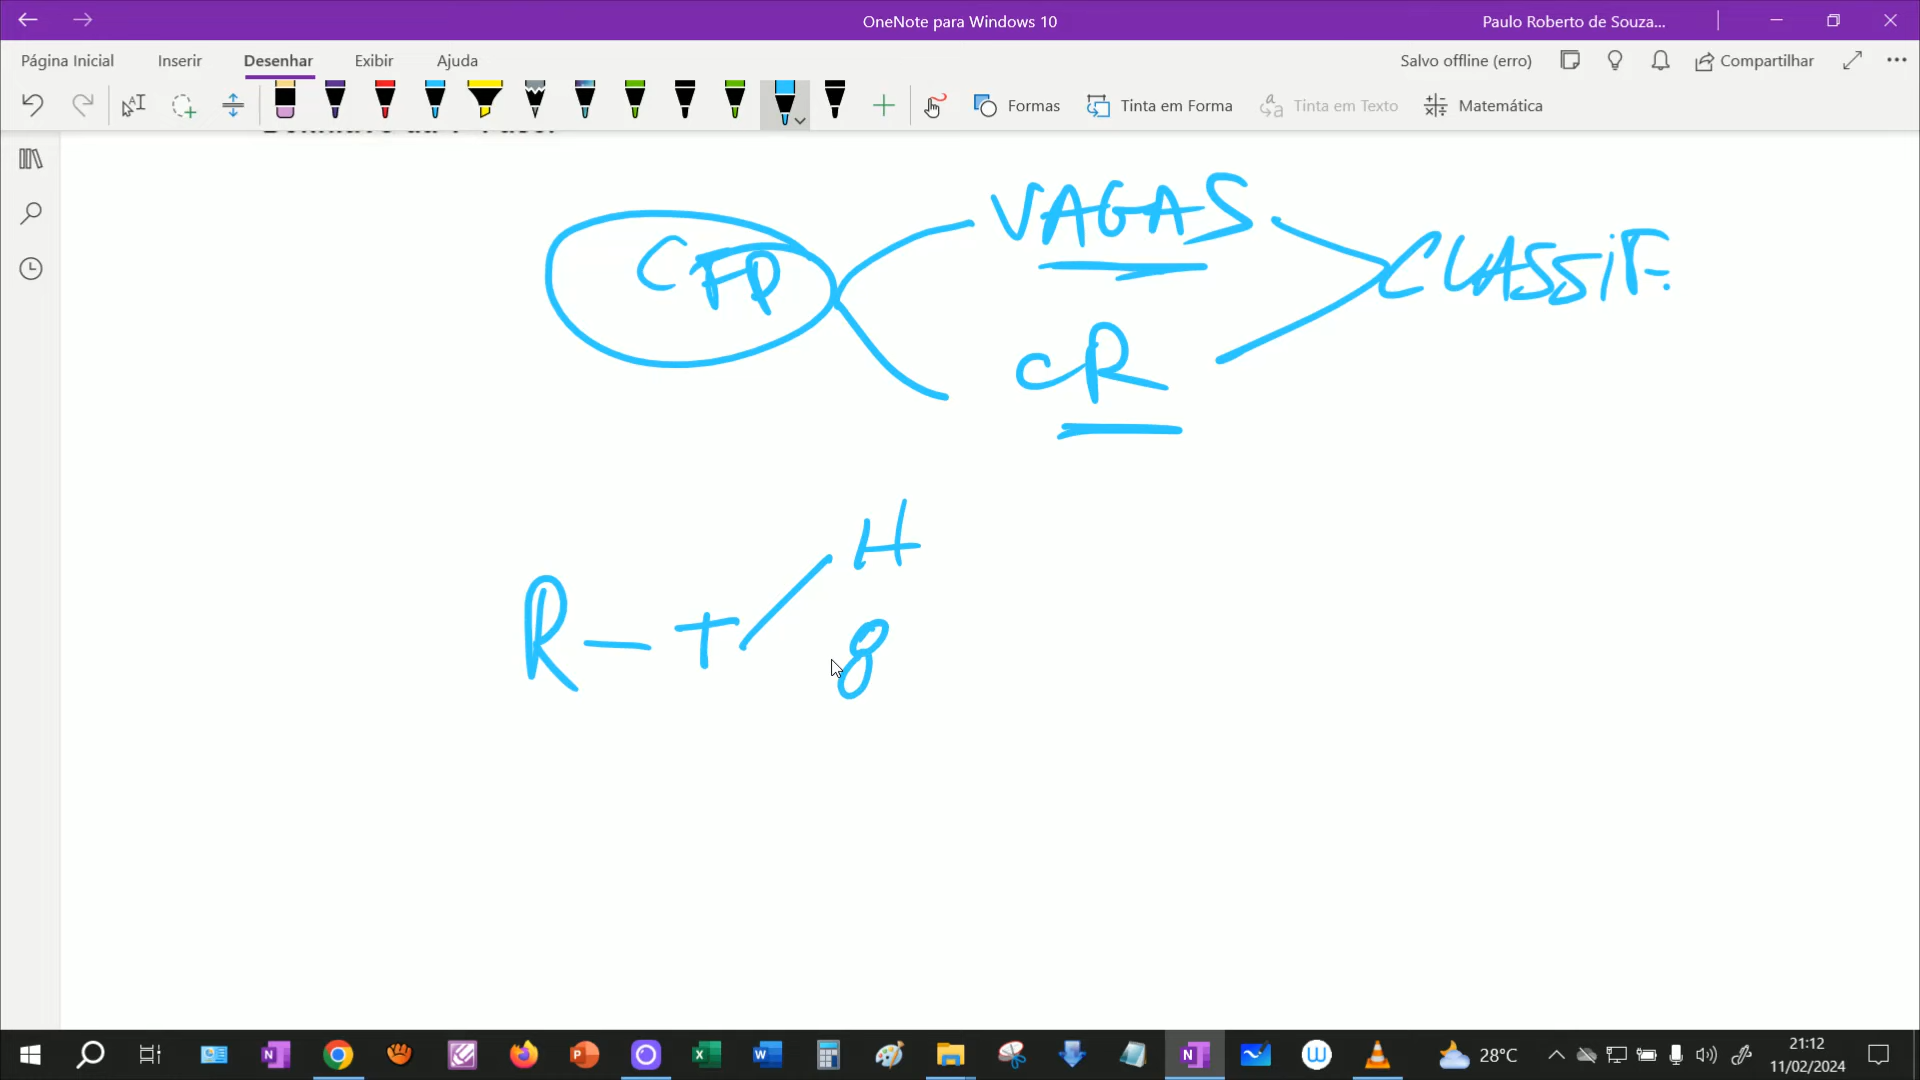 OneNote para Windows 10
Paulo Roberto de Souza...
Página Inicial
Inserir
Desenhar
Exibir
Ajuda
Salvo offline (erro)
Compartilhar
Formas
Tinta em Forma
Tinta em Texto
Matemática
VAGAS
CFP
CLASSIF.
CR
H
R — T
8
28°C
21:12
11/02/2024